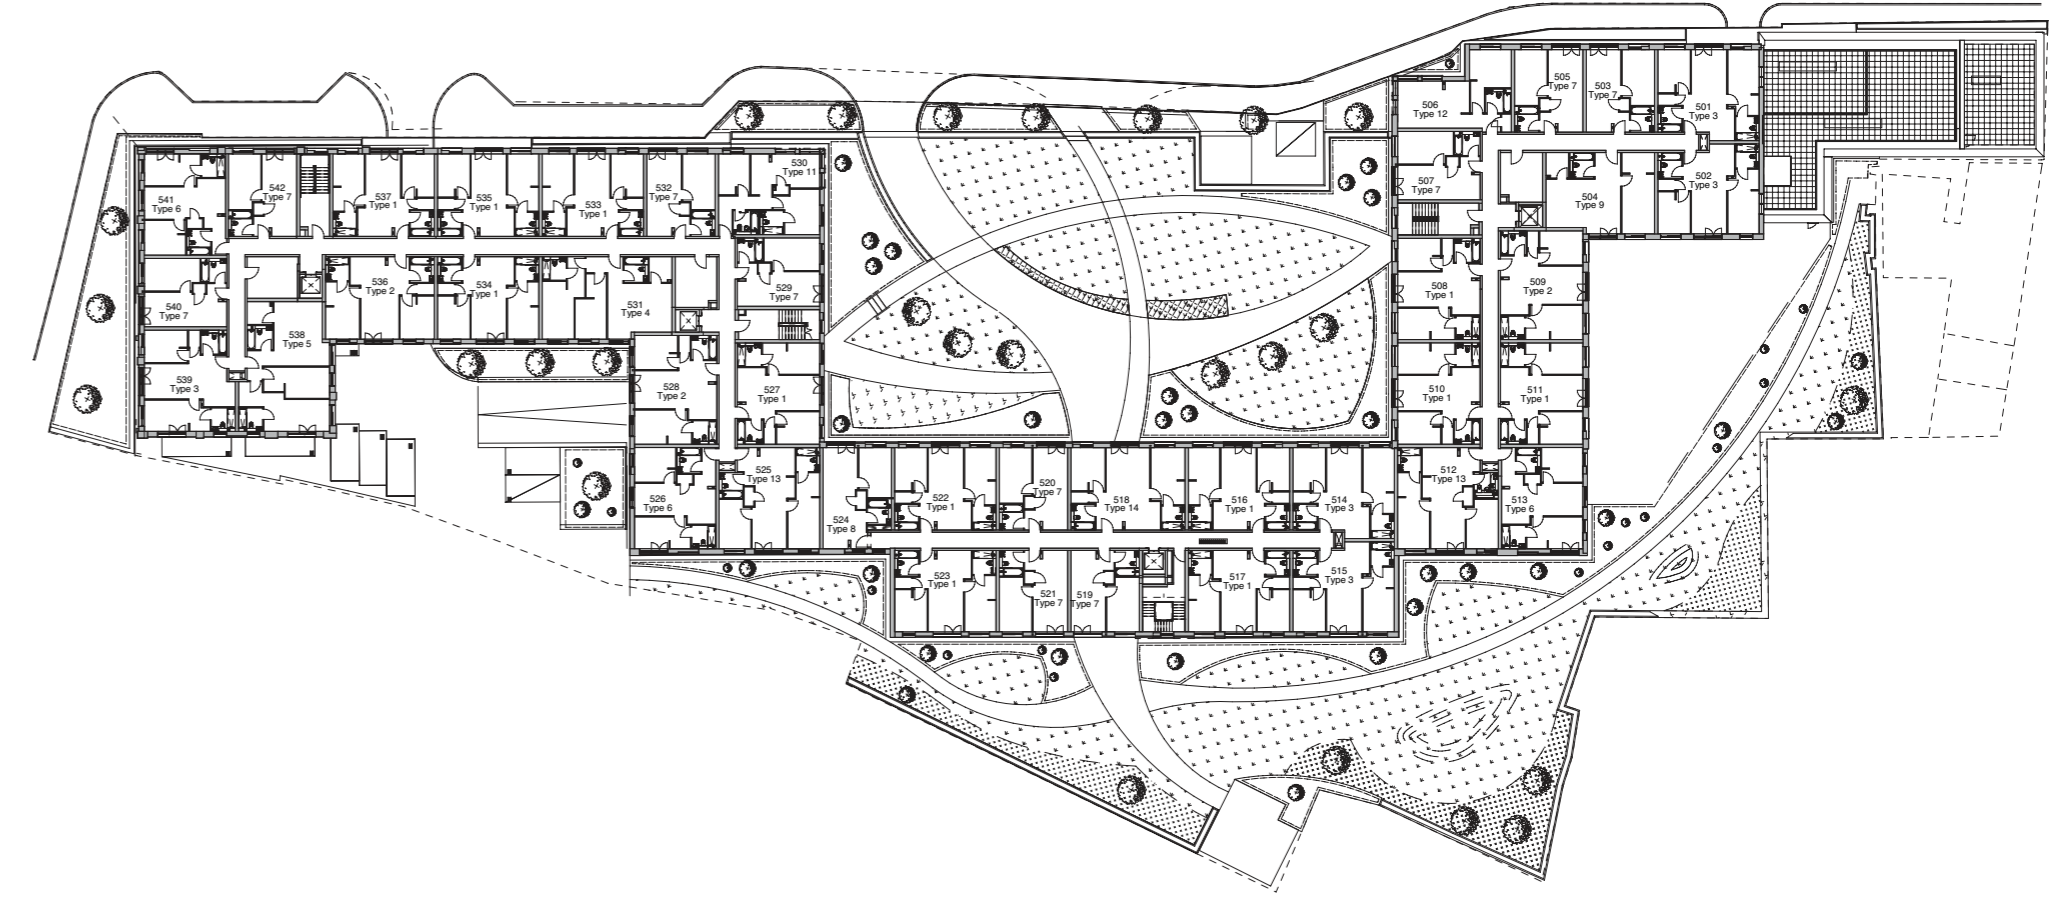 505
Type 7
503
Type 7
501
Type 3
506
Type 12
507
Type 7
502
Type 3
504
Type 9
541
Type 6
542
Type 7
537
Type 1
535
Type 1
533
Type 1
532
Type 7
530
Type 11
540
Type 7
538
Type 5
536
Type 2
534
Type 1
531
Type 4
529
Type 7
508
Type 1
509
Type 2
539
Type 3
528
Type 2
527
Type 1
510
Type 1
511
Type 1
526
Type 6
525
Type 13
524
Type 8
522
Type 1
520
Type 7
518
Type 14
516
Type 1
514
Type 3
512
Type 13
513
Type 6
523
Type 1
521
Type 7
519
Type 7
517
Type 1
515
Type 3